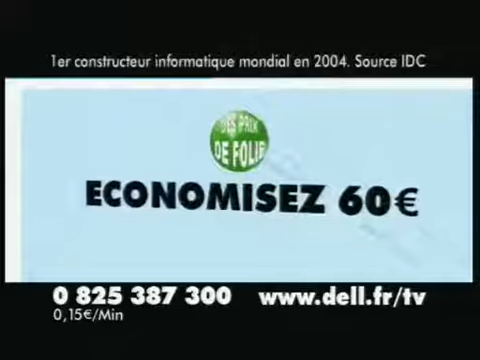 1er constructeur informatique mondial en 2004. Source IDC
DES PRIX
DE FOLIE
ECONOMISEZ 60€
0 825 387 300 www.dell.fr/tv
0,15€/Min